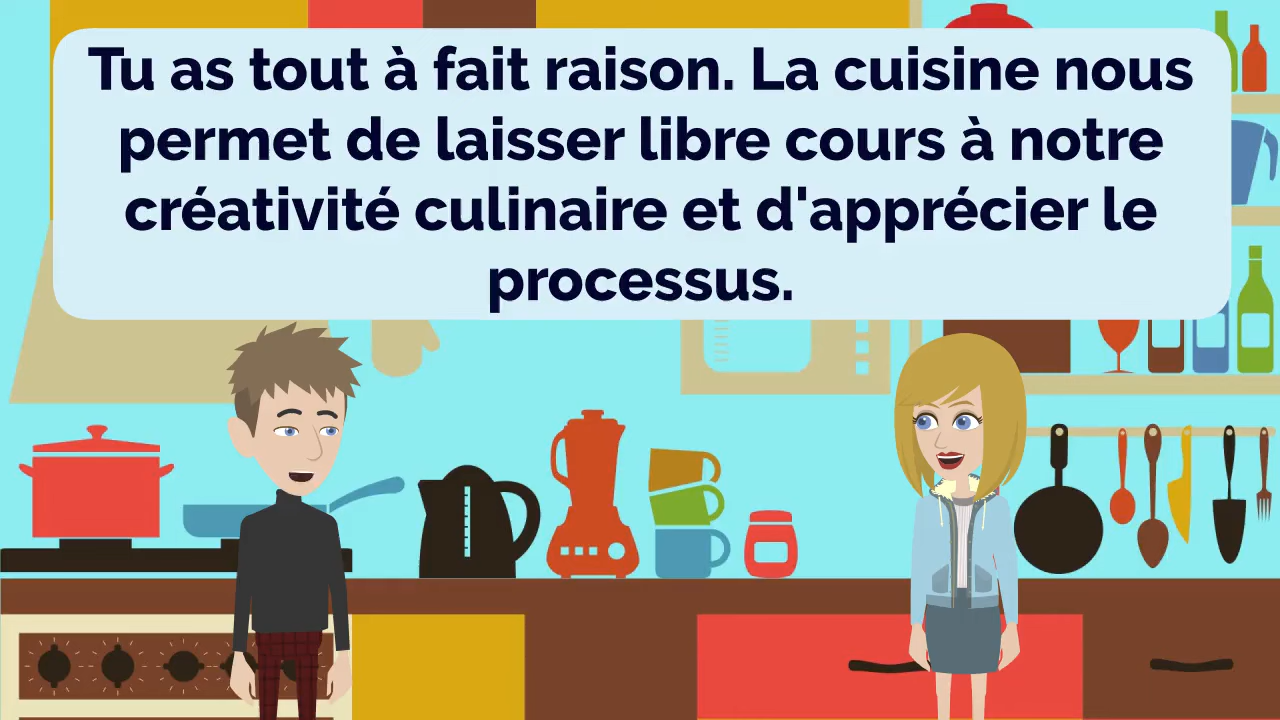 Tu as tout à fait raison. La cuisine nous
permet de laisser libre cours à notre
créativité culinaire et d'apprécier le
processus.